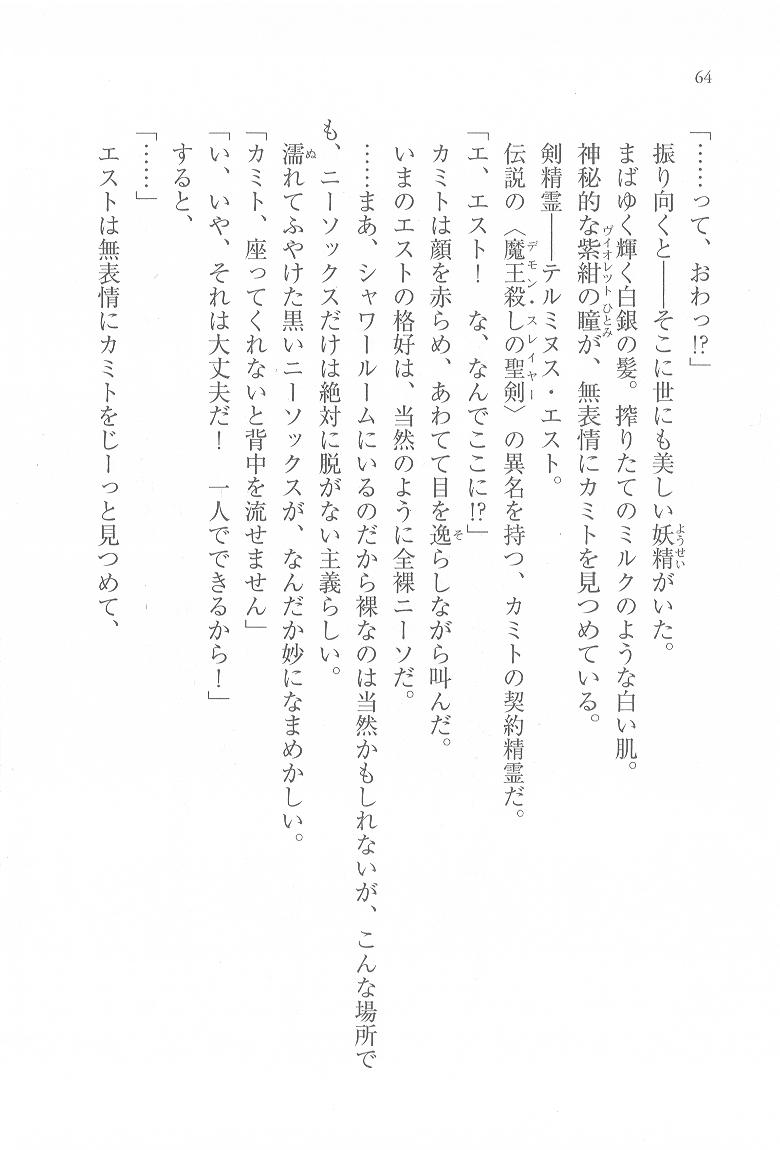 64
「……って、おわっ!?」
振り向くと――そこに世にも美しい妖精がいた。
まばゆく輝く白銀の髪。搾りたてのミルクのような白い肌。
神秘的な紫紺の瞳が、無表情にカミトを見つめている。
剣精霊――テルミヌス・エスト。
伝説の〈魔王殺しの聖剣〉の異名を持つ、カミトの契約精霊だ。
「エ、エスト！　な、なんでここに!?」
カミトは顔を赤らめ、あわてて目を逸らしながら叫んだ。
いまのエストの格好は、当然のように全裸ニーソだ。
……まあ、シャワールームにいるのだから裸なのは当然かもしれないが、こんな場所で
も、ニーソックスだけは絶対に脱がない主義らしい。
濡れてふやけた黒いニーソックスが、なんだか妙になまめかしい。
「カミト、座ってくれないと背中を流せません」
「い、いや、それは大丈夫だ！　一人でできるから！」
すると、
「……」
エストは無表情にカミトをじーっと見つめて、